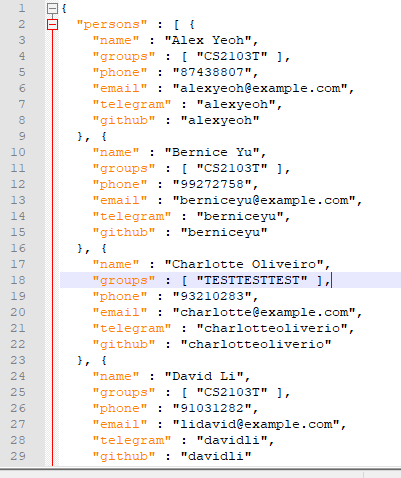 1 {
2 "persons" : [ {
3 "name" : "Alex Yeoh",
4 "groups" : [ "CS2103T" ],
5 "phone" : "87438807",
6 "email" : "alexyeoh@example.com",
7 "telegram" : "alexyeoh",
8 "github" : "alexyeoh"
9 }, {
10 "name" : "Bernice Yu",
11 "groups" : [ "CS2103T" ],
12 "phone" : "99272758",
13 "email" : "berniceyu@example.com",
14 "telegram" : "berniceyu",
15 "github" : "berniceyu"
16 }, {
17 "name" : "Charlotte Oliveiro",
18 "groups" : [ "TESTTESTTEST" ],
19 "phone" : "93210283",
20 "email" : "charlotte@example.com",
21 "telegram" : "charlotteoliverio",
22 "github" : "charlotteoliverio"
23 }, {
24 "name" : "David Li",
25 "groups" : [ "CS2103T" ],
26 "phone" : "91031282",
27 "email" : "lidavid@example.com",
28 "telegram" : "davidli",
29 "github" : "davidli"